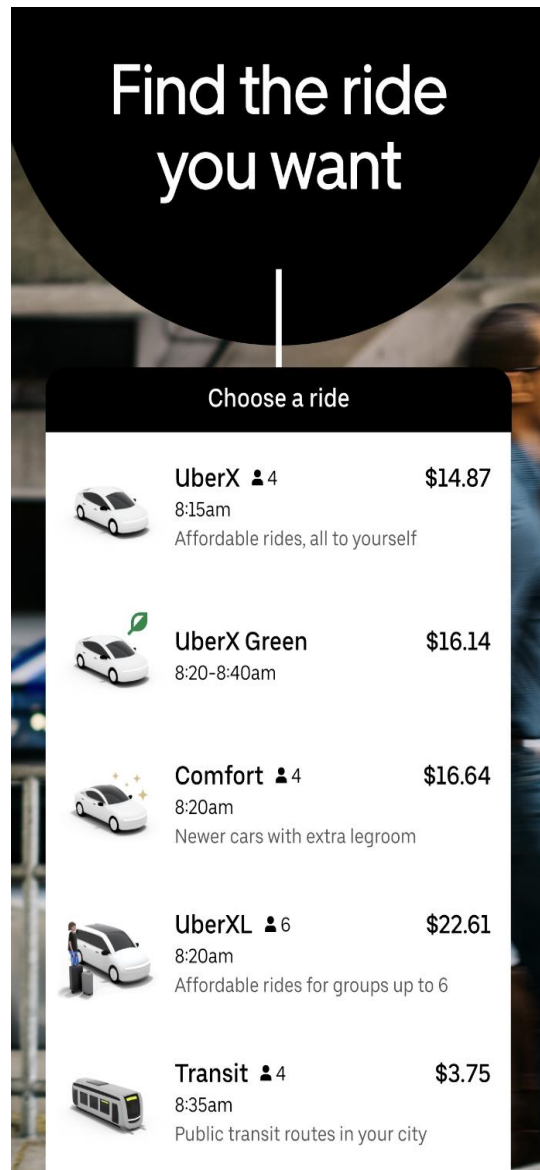 Find the ride
you want
Choose a ride
UberX 4 $14.87
8:15am
Affordable rides, all to yourself
UberX Green $16.14
8:20-8:40am
Comfort 4 $16.64
8:20am
Newer cars with extra legroom
UberXL 6 $22.61
8:20am
Affordable rides for groups up to 6
Transit 4 $3.75
8:35am
Public transit routes in your city